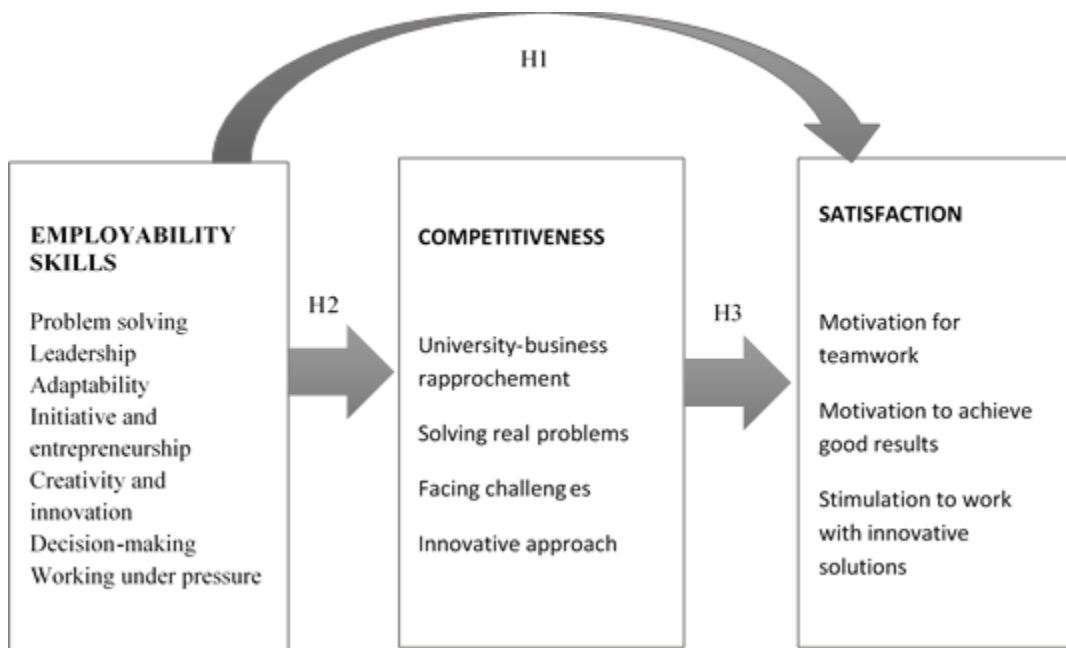 H1
EMPLOYABILITY
SKILLS
Problem solving
Leadership
Adaptability
Initiative and
entrepreneurship
Creativity and
innovation
Decision-making
Working under pressure
H2
COMPETITIVENESS
University-business
rapprochement
Solving real problems
Facing challenges
Innovative approach
H3
SATISFACTION
Motivation for
teamwork
Motivation to achieve
good results
Stimulation to work
with innovative
solutions